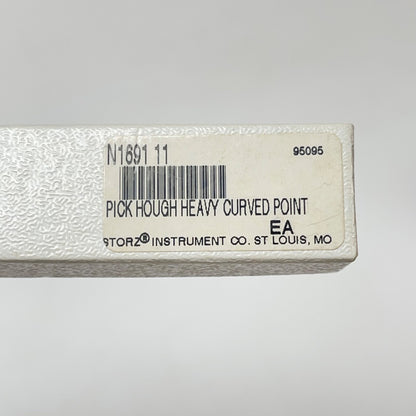 N1691 11 95095
PICK HOUGH HEAVY CURVED POINT
EA
STORZ® INSTRUMENT CO. ST LOUIS, MO